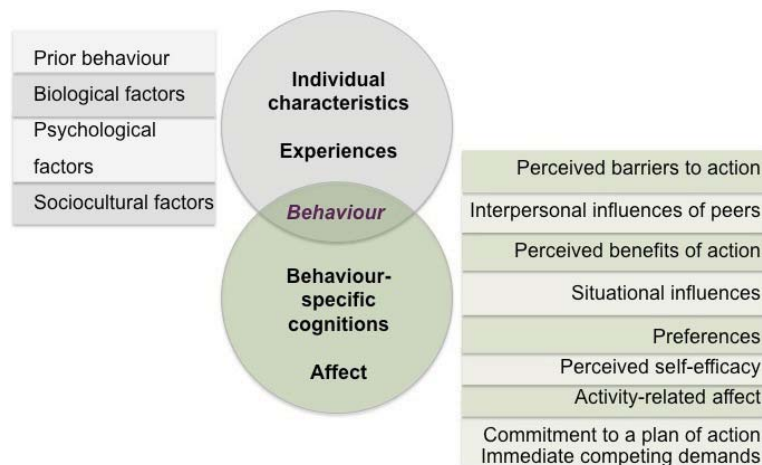 Prior behaviour
Biological factors
Psychological
factors
Sociocultural factors
Individual
characteristics
Experiences
Behaviour
Behaviour-
specific
cognitions
Affect
Perceived barriers to action
Interpersonal influences of peers
Perceived benefits of action
Situational influences
Preferences
Perceived self-efficacy
Activity-related affect
Commitment to a plan of action
Immediate competing demands